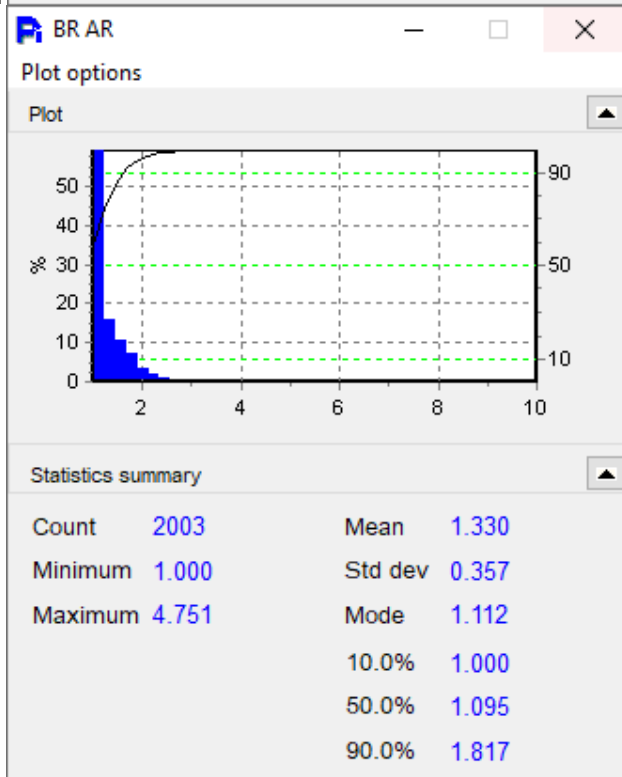 BR AR
Plot options
Plot
50
40
% 30
20
10
0
90
50
10
2 4 6 8 10
Statistics summary
Count 2003 Mean 1.330
Minimum 1.000 Std dev 0.357
Maximum 4.751 Mode 1.112
10.0% 1.000
50.0% 1.095
90.0% 1.817